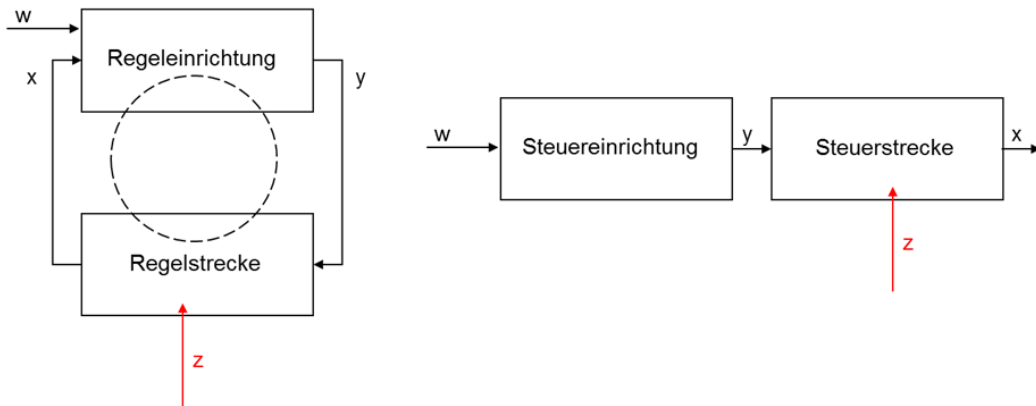 w
Regeleinrichtung
x
y
Regelstrecke
z
w
Steuereinrichtung
y
Steuerstrecke
x
z